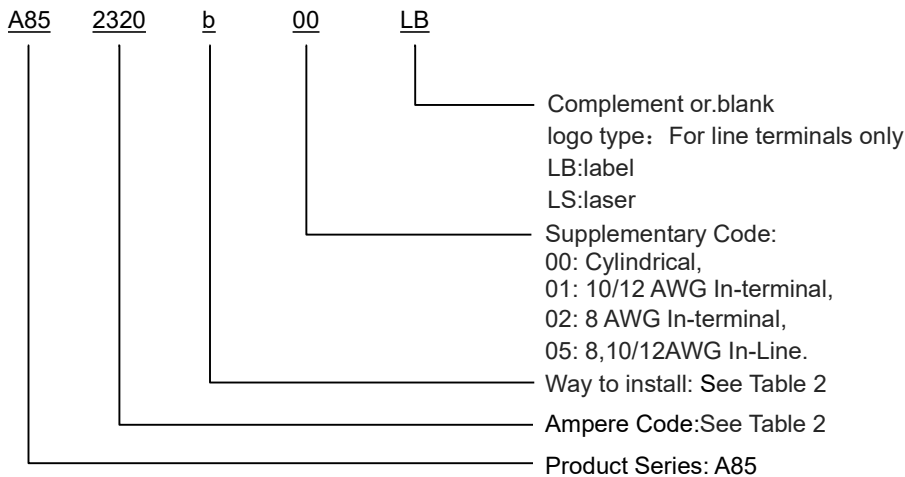 A85 2320 b 00 LB
Complement or.blank
logo type：For line terminals only
LB:label
LS:laser
Supplementary Code:
00: Cylindrical,
01: 10/12 AWG In-terminal,
02: 8 AWG In-terminal,
05: 8,10/12AWG In-Line.
Way to install: See Table 2
Ampere Code:See Table 2
Product Series: A85